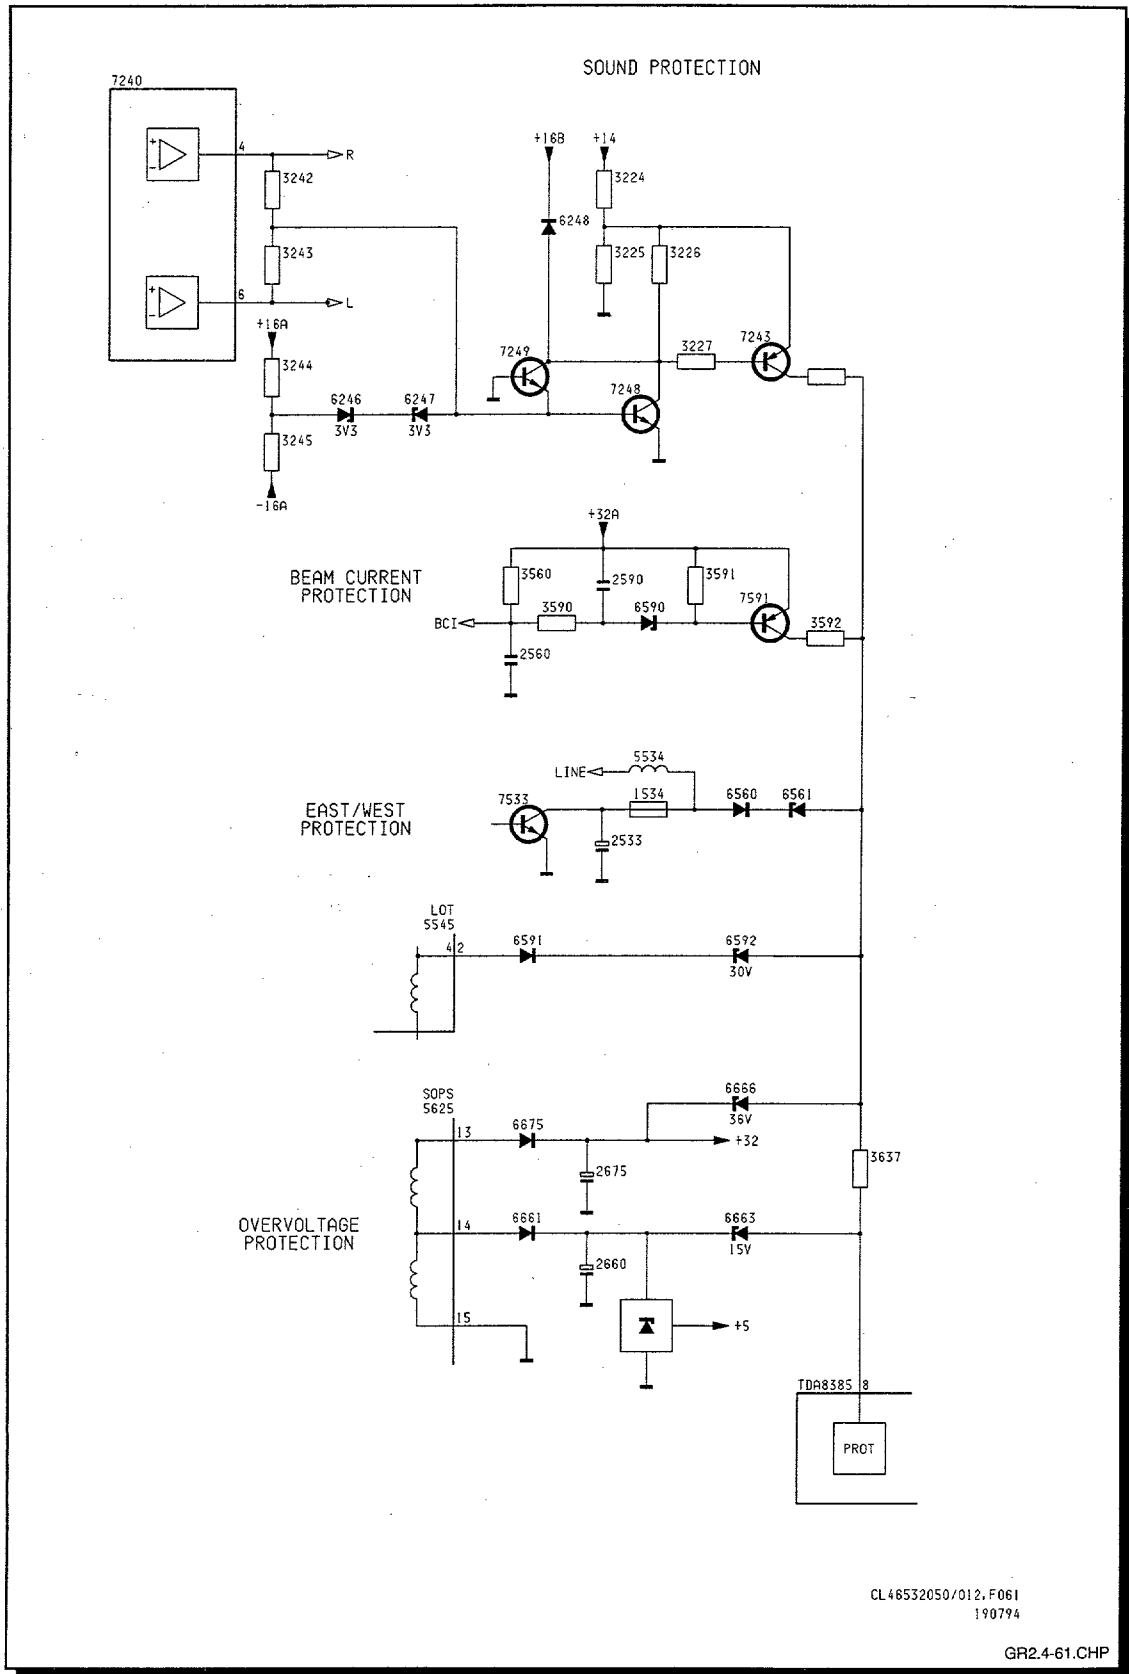 SOUND PROTECTION
7240
4
R
3242
3243
6
L
+16A
3244
3245
-16A
6246
3V3
6247
3V3
+16B
+14
6248
3224
3225
3226
7249
7248
3227
7243
BEAM CURRENT
PROTECTION
+32A
3560
2590
3591
BCI
3590
6590
7591
3592
2560
EAST/WEST
PROTECTION
LINE
5534
7533
1534
6560
6561
2533
LOT
5545
4
2
6591
6592
30V
SOPS
5625
13
6675
6666
36V
+32
2675
3637
OVERVOLTAGE
PROTECTION
14
6661
6663
15V
2660
15
+5
TDA8385
8
PROT
CL46532050/012.F061
190794
GR2.4-61.CHP